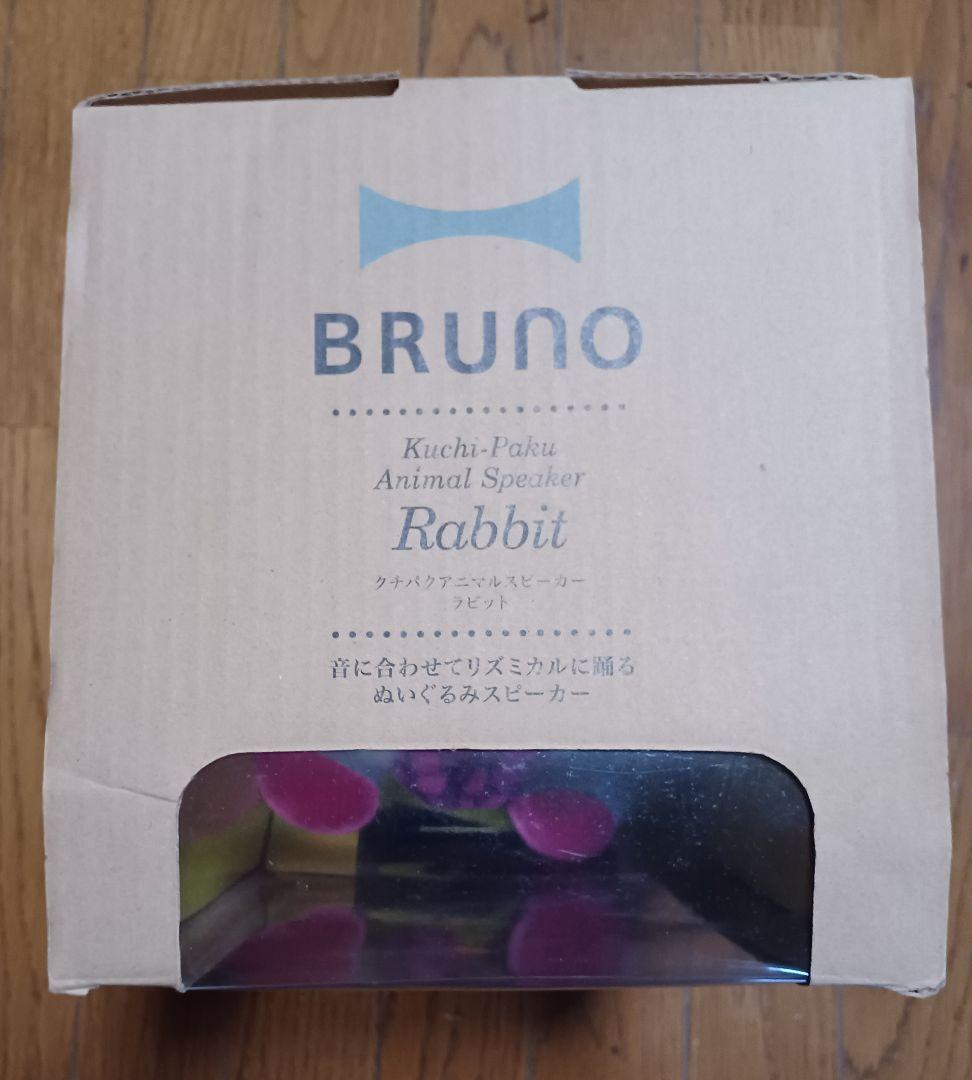 BRUNO
Kuchi-Paku
Animal Speaker
Rabbit
クチパクアニマルスピーカー
ラビット
音に合わせてリズミカルに踊る
ぬいぐるみスピーカー